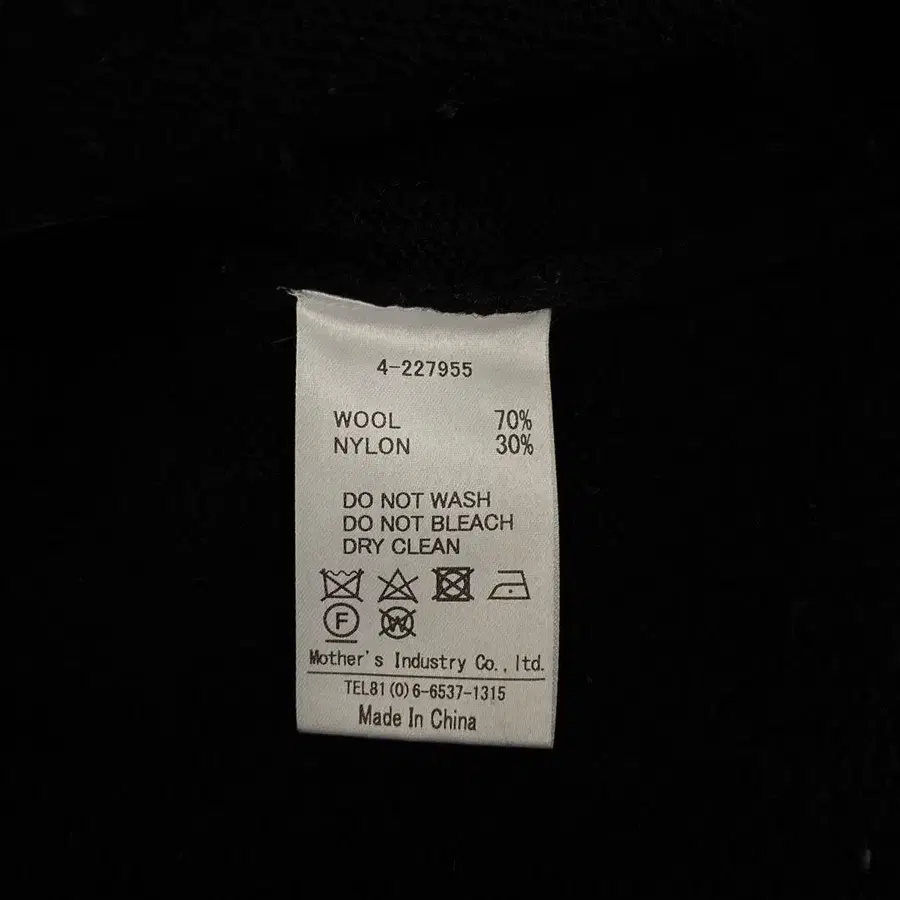 4-227955
WOOL 70%
NYLON 30%
DO NOT WASH
DO NOT BLEACH
DRY CLEAN
F W
Mother's Industry Co., ltd.
TEL81(0)6-6537-1315
Made In China